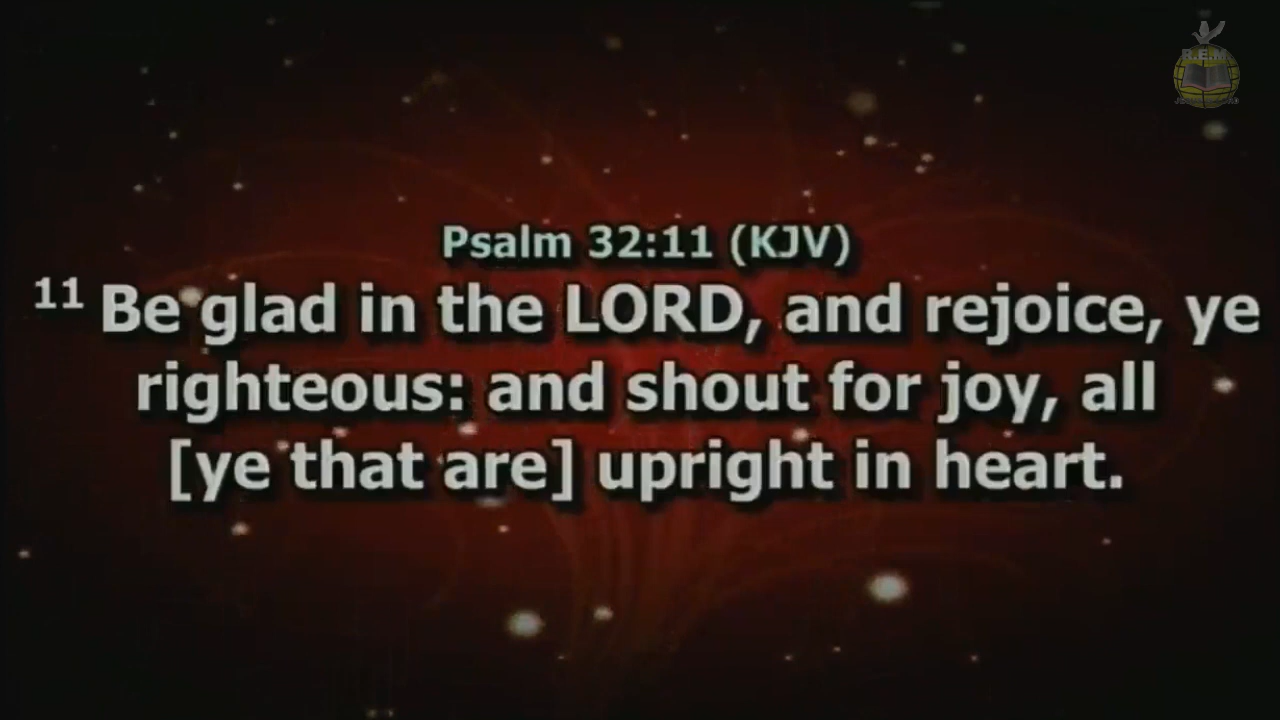 R.E.M
Psalm 32:11 (KJV)
11 Be glad in the LORD, and rejoice, ye
righteous: and shout for joy, all
[ye that are] upright in heart.